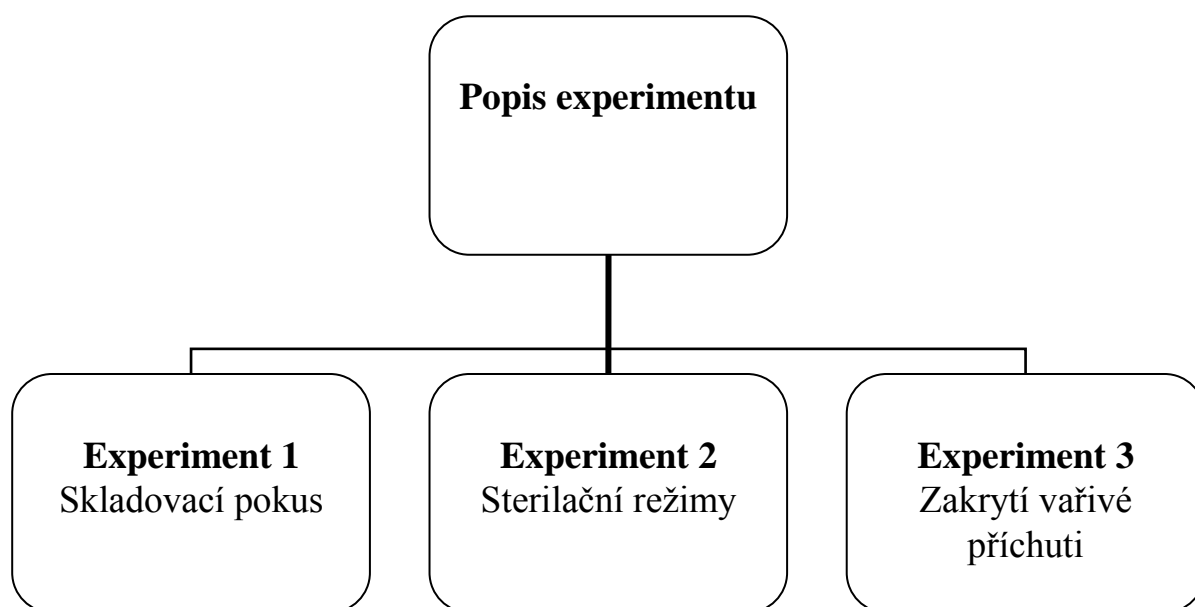 Popis experimentu
Experiment 1
Skladovací pokus
Experiment 2
Sterilační režimy
Experiment 3
Zakrytí vařivé
příchuti